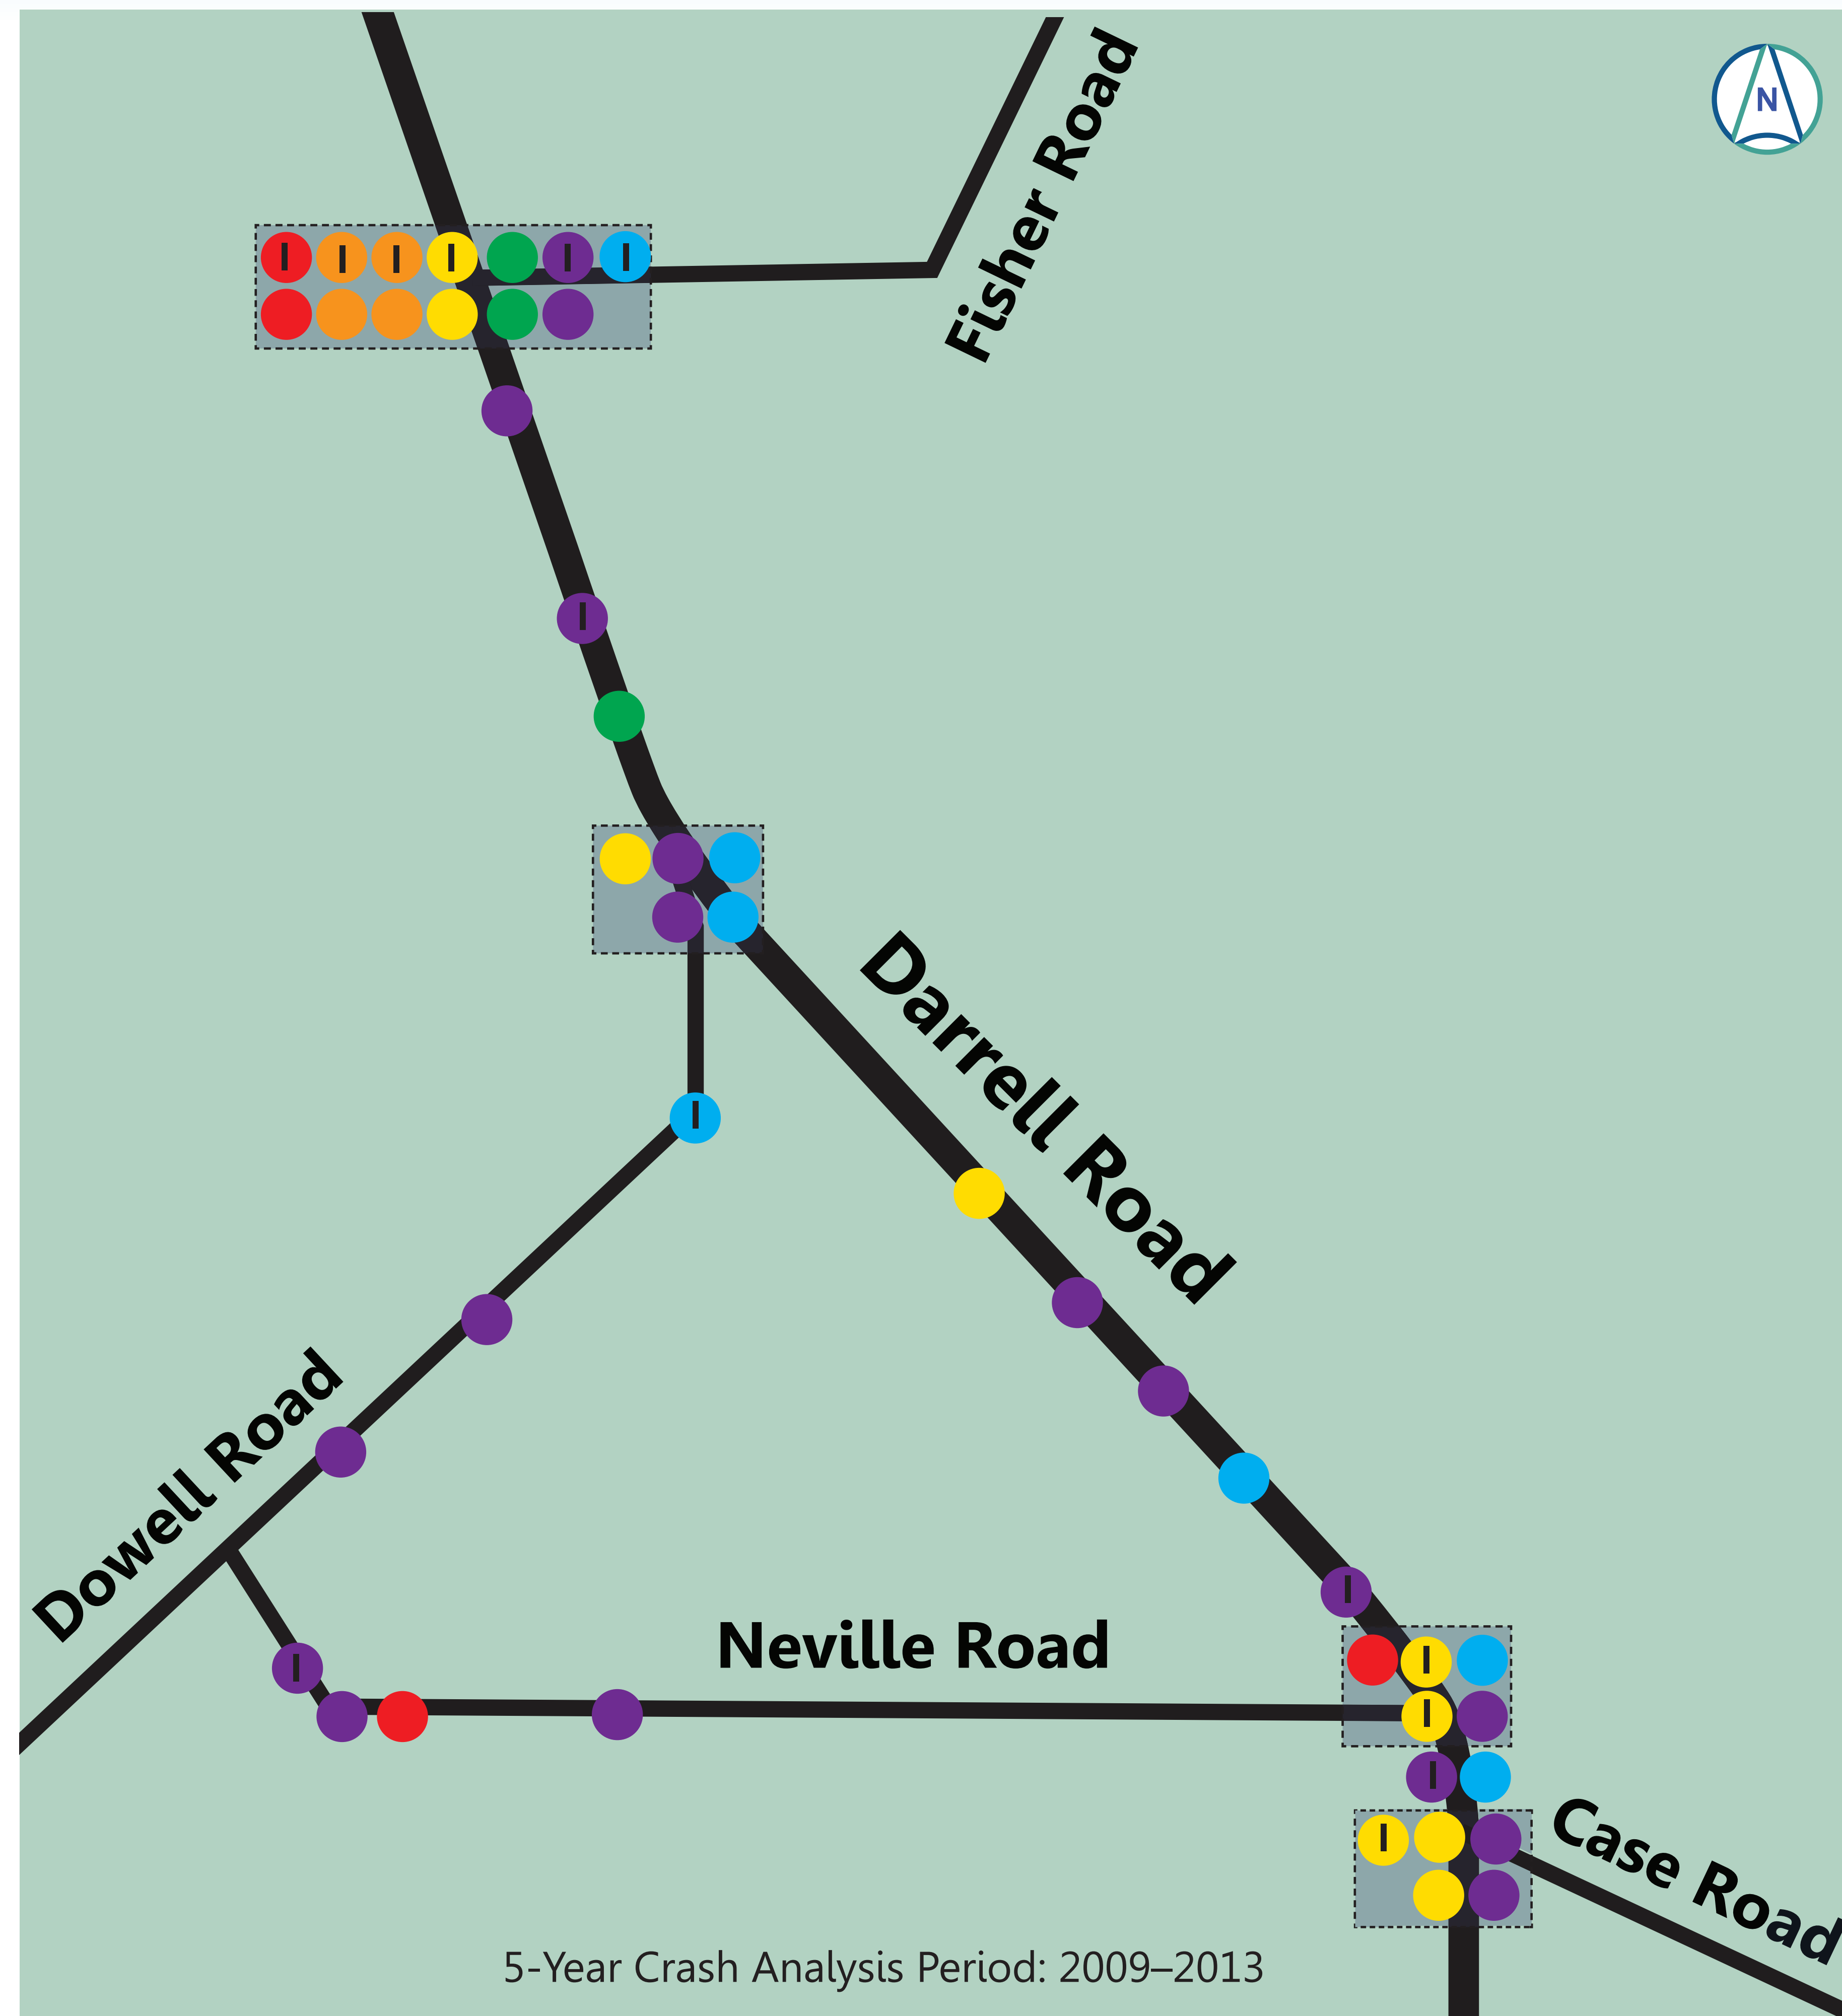 Fisher Road
N
I I I I I I
I
Darrell Road
I
Dowell Road
I
Neville Road
I
I
I
I
Case Road
I
5-Year Crash Analysis Period: 2009–2013